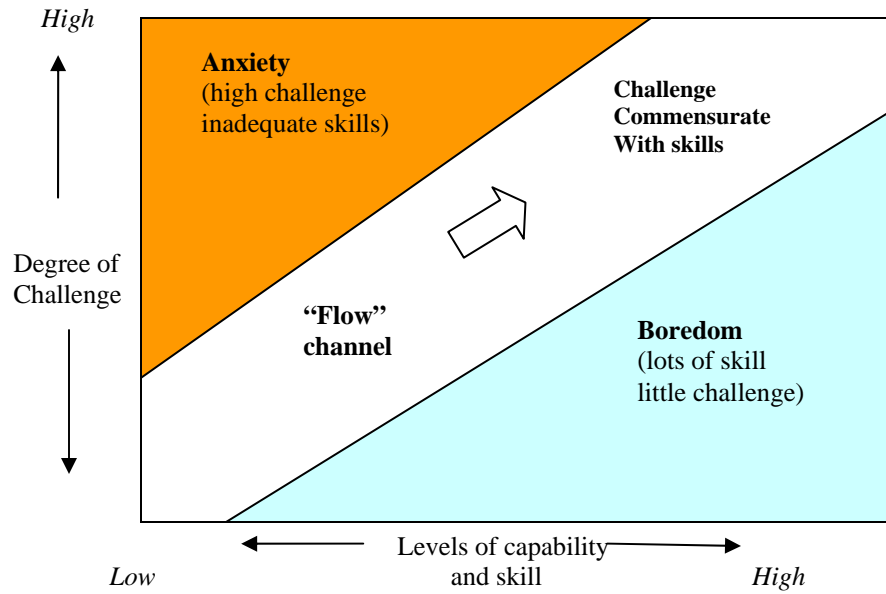 High
Anxiety
(high challenge
inadequate skills)
Challenge
Commensurate
With skills
Degree of
Challenge
“Flow”
channel
Boredom
(lots of skill
little challenge)
Levels of capability
and skill
Low
High